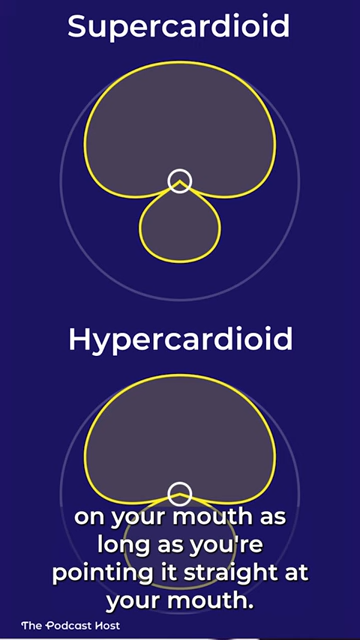 Supercardioid
Hypercardioid
on your mouth as
long as you're
pointing it straight at
your mouth.
The Podcast Host